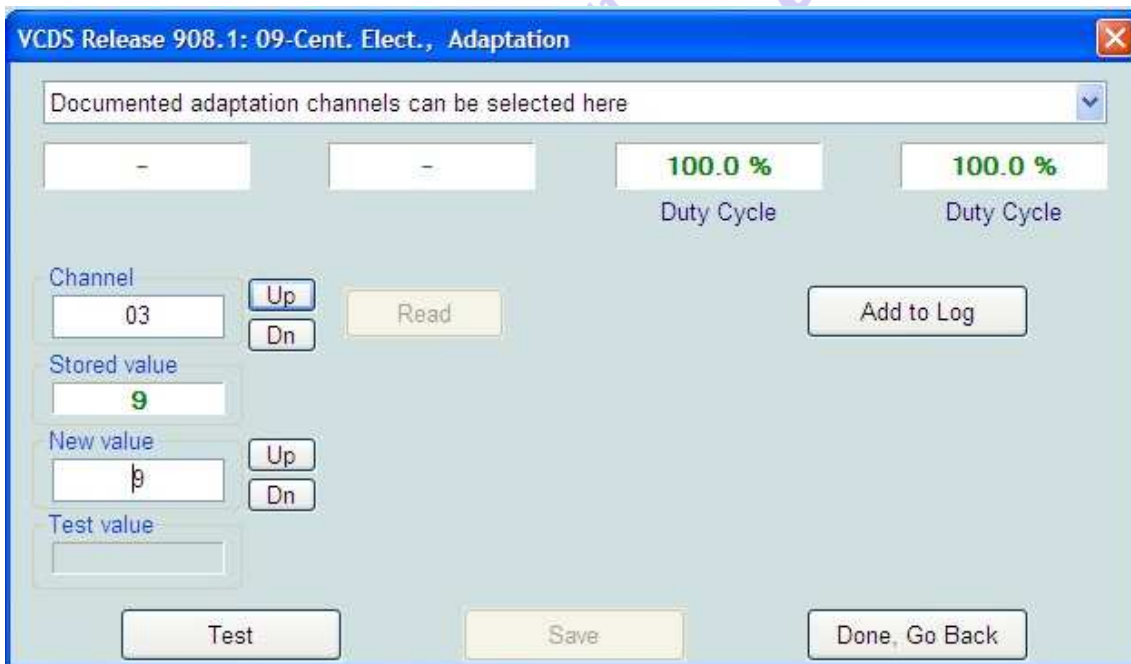 VCDS Release 908.1: 09-Cent. Elect., Adaptation
Documented adaptation channels can be selected here
- - 100.0 % 100.0 %
Duty Cycle Duty Cycle
Channel
03 Up Read Add to Log
Dn
Stored value
9
New value
9 Up
Dn
Test value
Test Save Done, Go Back